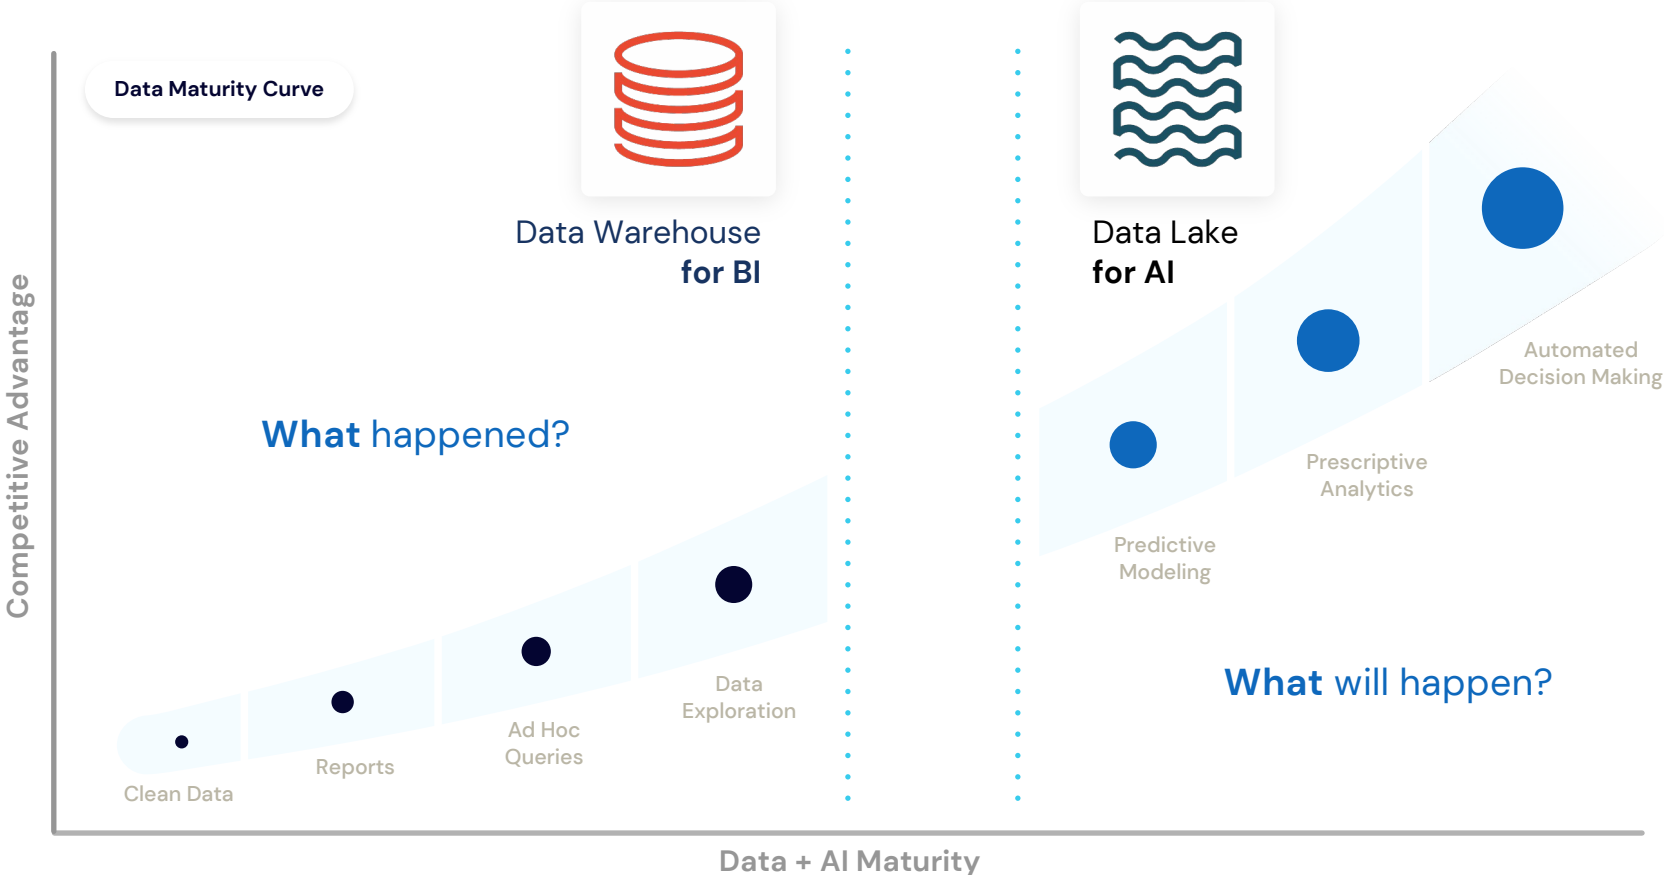 Data Maturity Curve
Data Warehouse
for BI
Data Lake
for AI
Competitive Advantage
What happened?
Automated
Decision Making
Prescriptive
Analytics
Predictive
Modeling
What will happen?
Data
Exploration
Ad Hoc
Queries
Reports
Clean Data
Data + AI Maturity